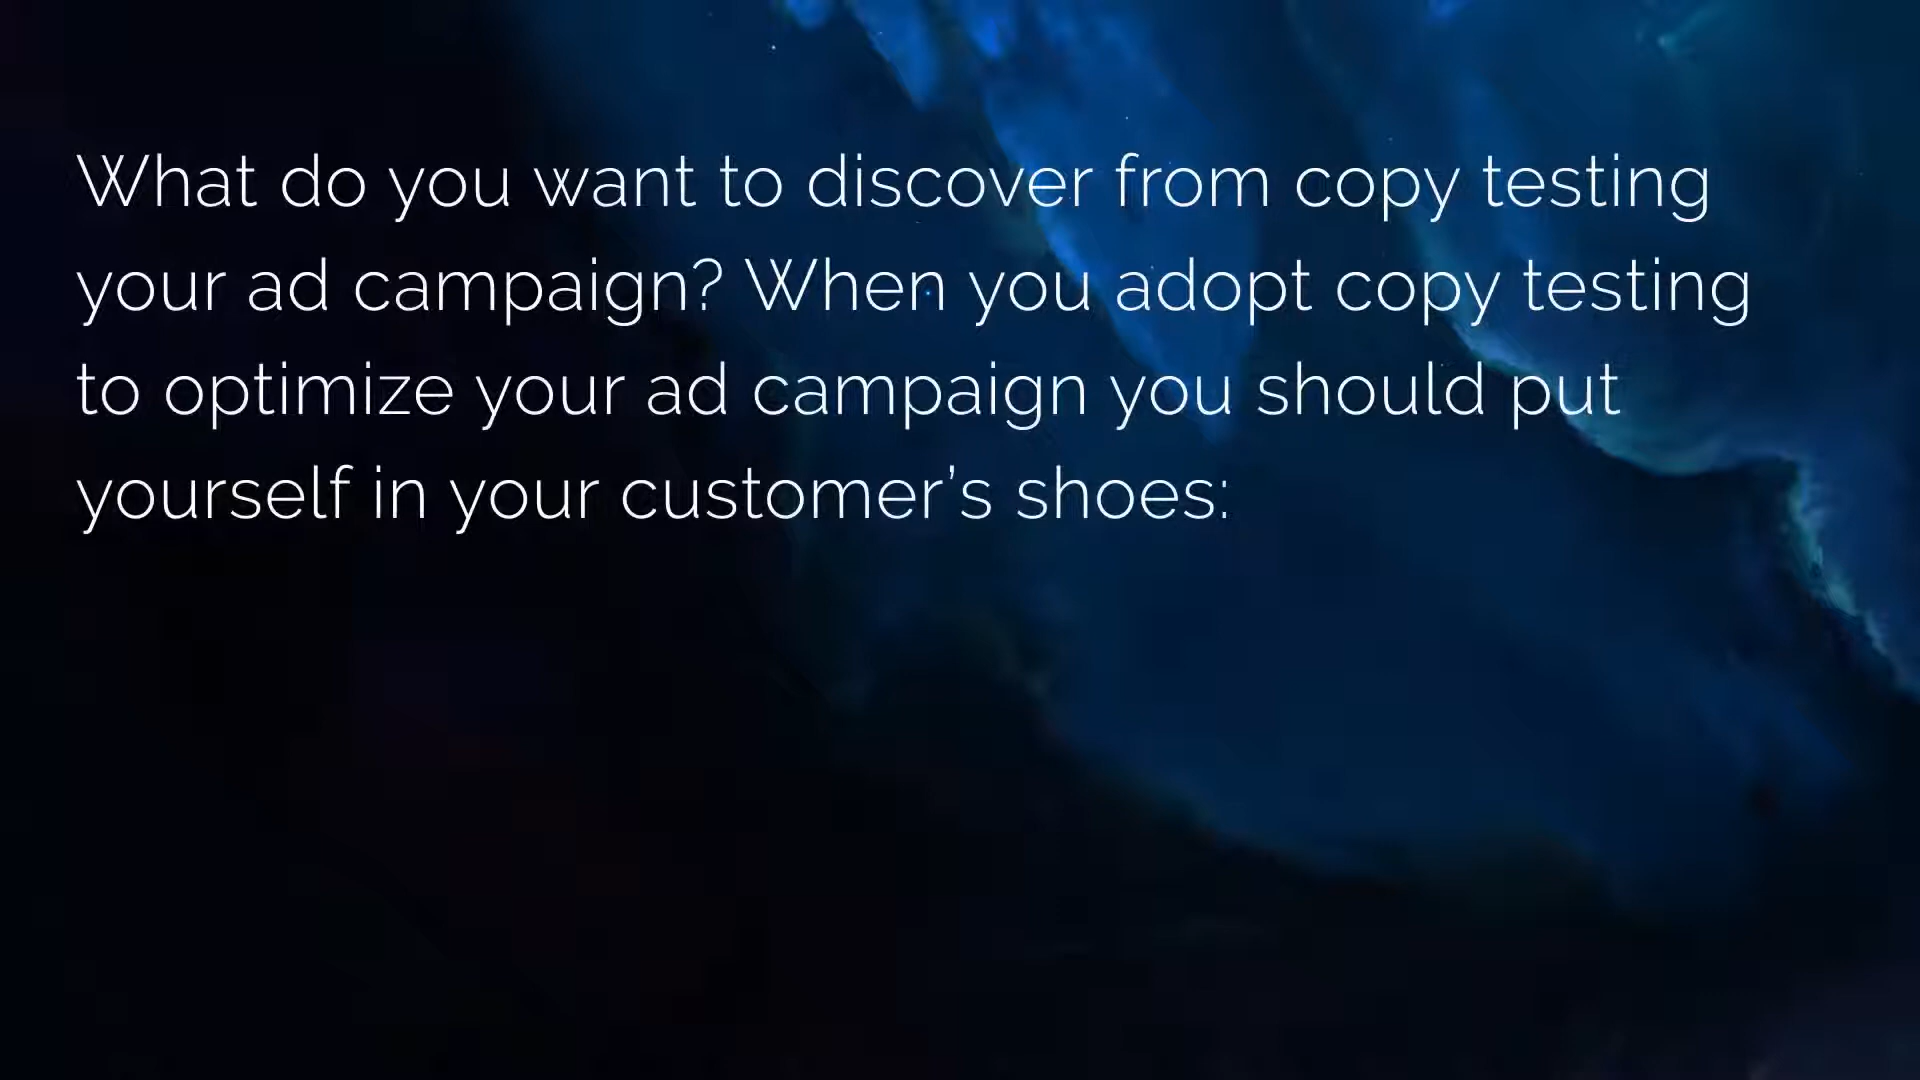 What do you want to discover from copy testing
your ad campaign? When you adopt copy testing
to optimize your ad campaign you should put
yourself in your customer’s shoes: